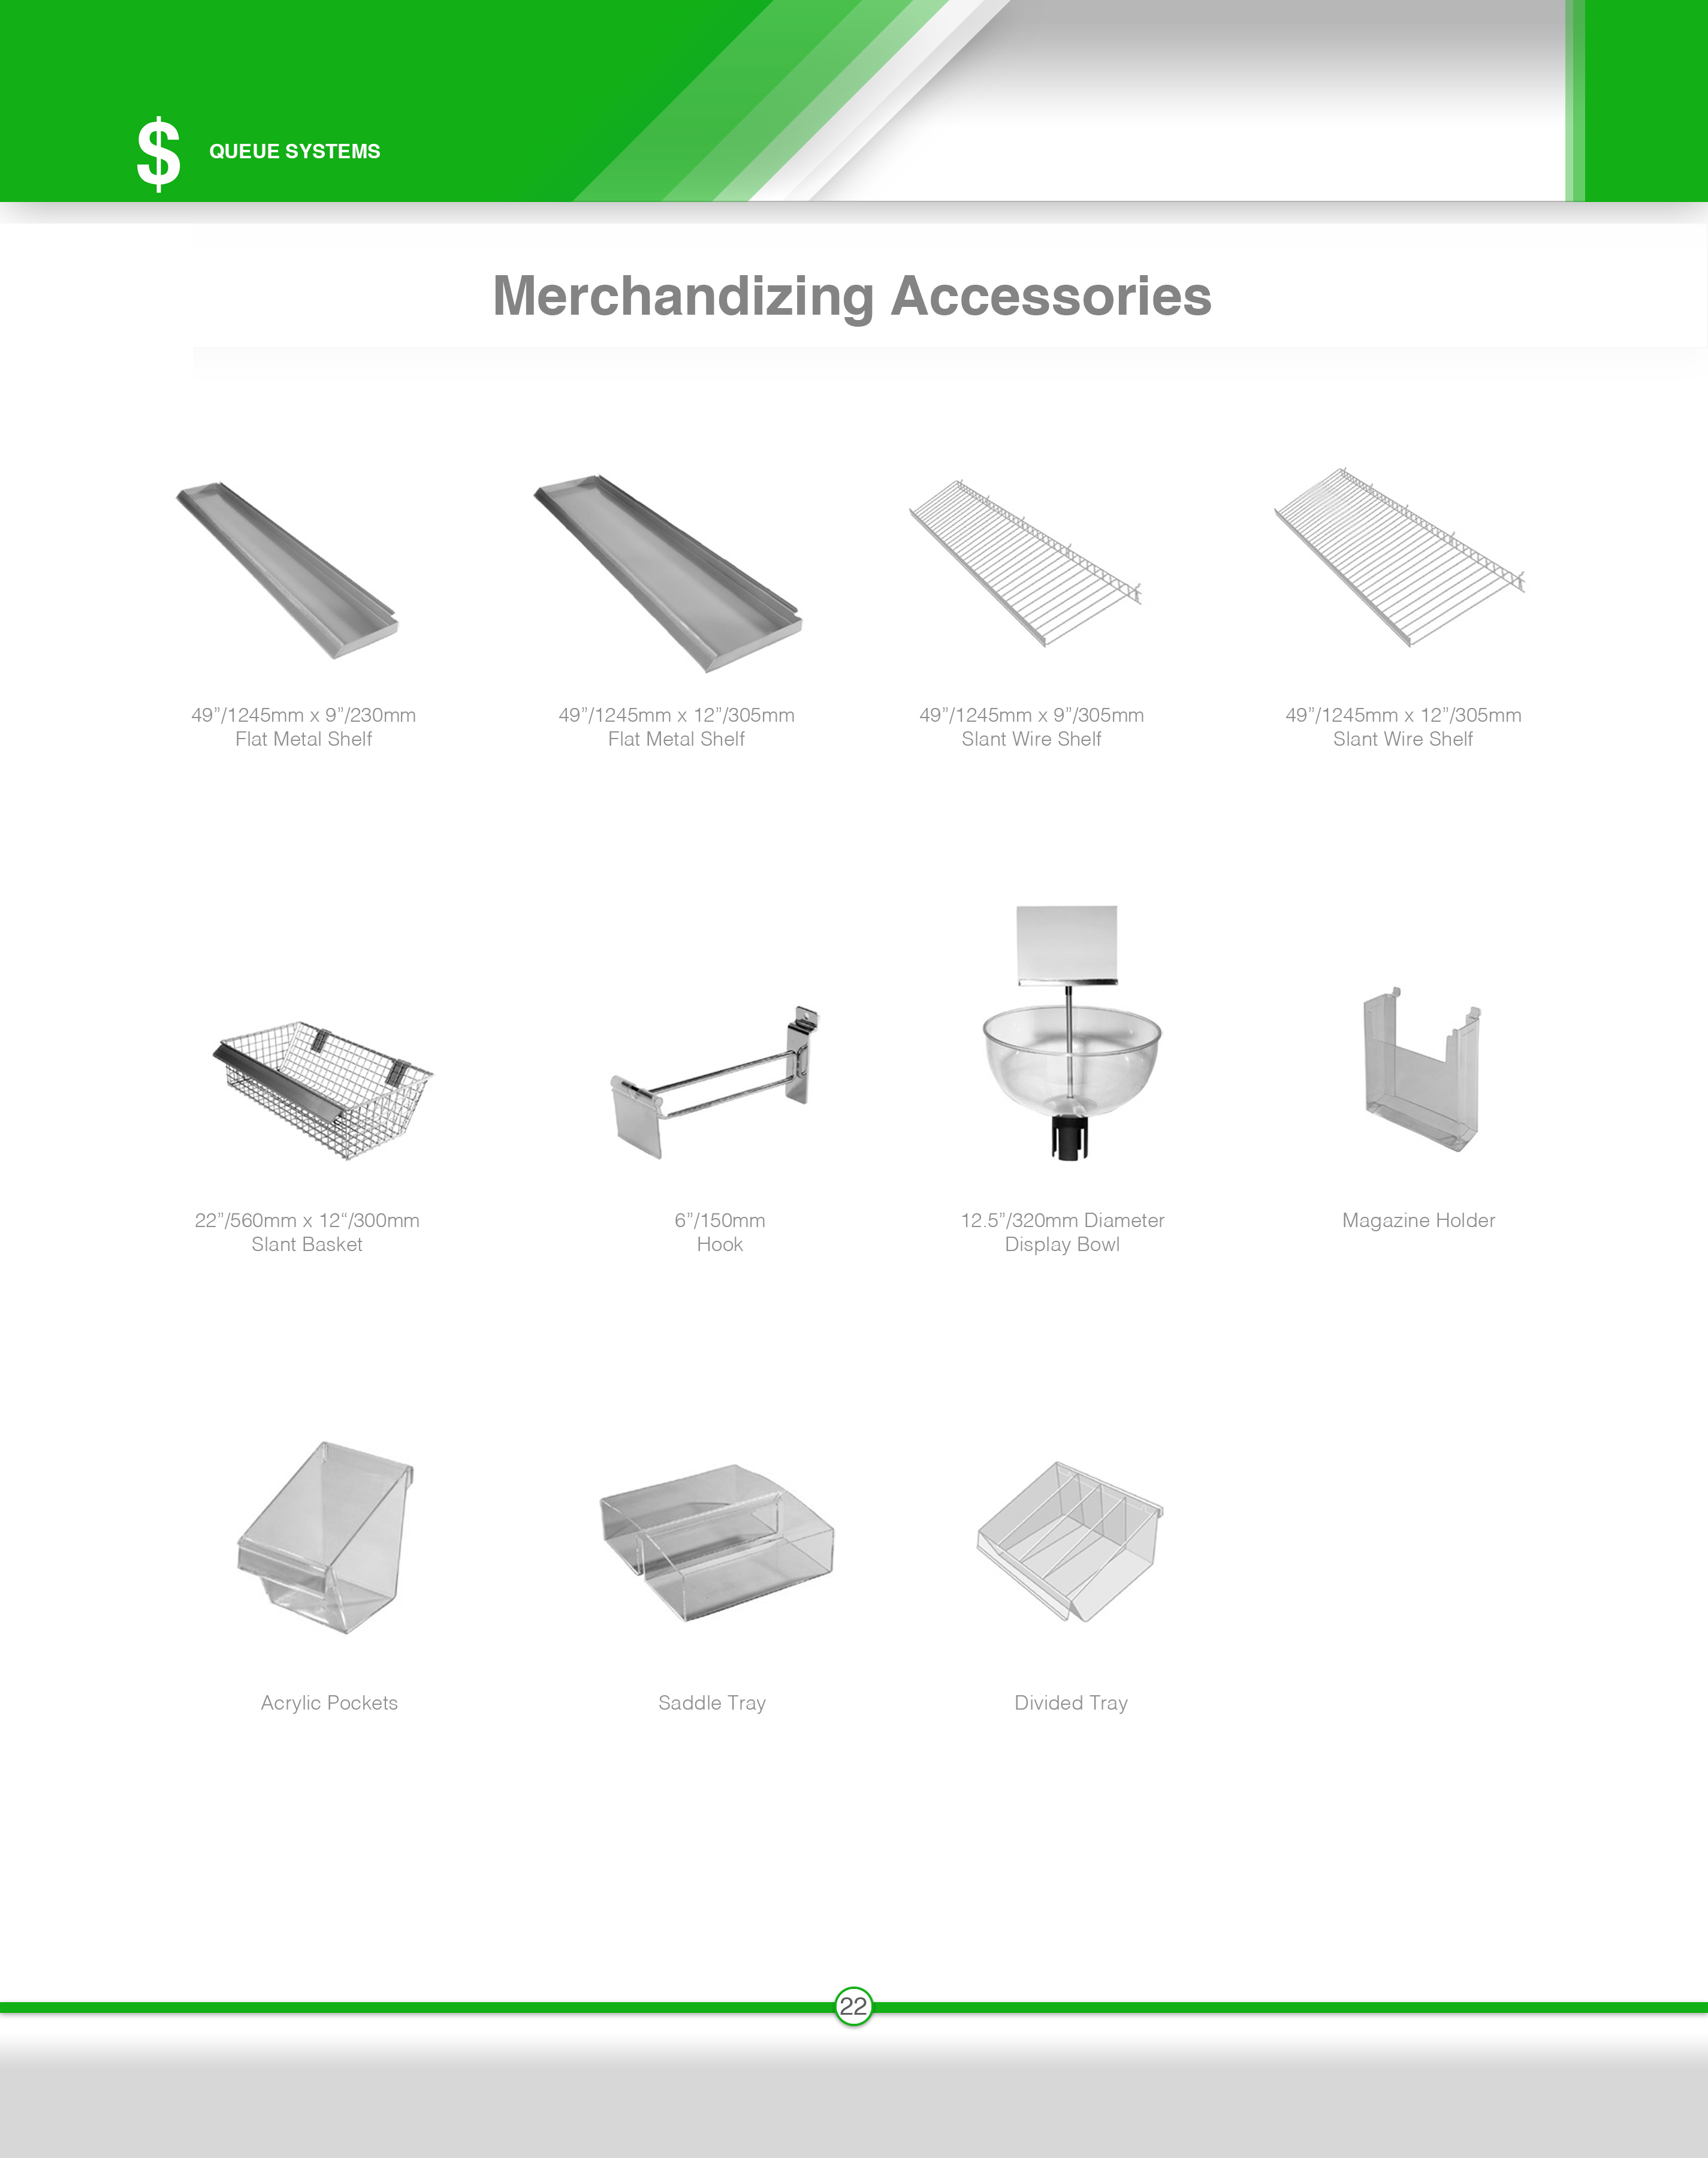 $ QUEUE SYSTEMS
Merchandizing Accessories
49”/1245mm x 9”/230mm
Flat Metal Shelf
49”/1245mm x 12”/305mm
Flat Metal Shelf
49”/1245mm x 9”/305mm
Slant Wire Shelf
49”/1245mm x 12”/305mm
Slant Wire Shelf
22”/560mm x 12“/300mm
Slant Basket
6”/150mm
Hook
12.5”/320mm Diameter
Display Bowl
Magazine Holder
Acrylic Pockets
Saddle Tray
Divided Tray
22